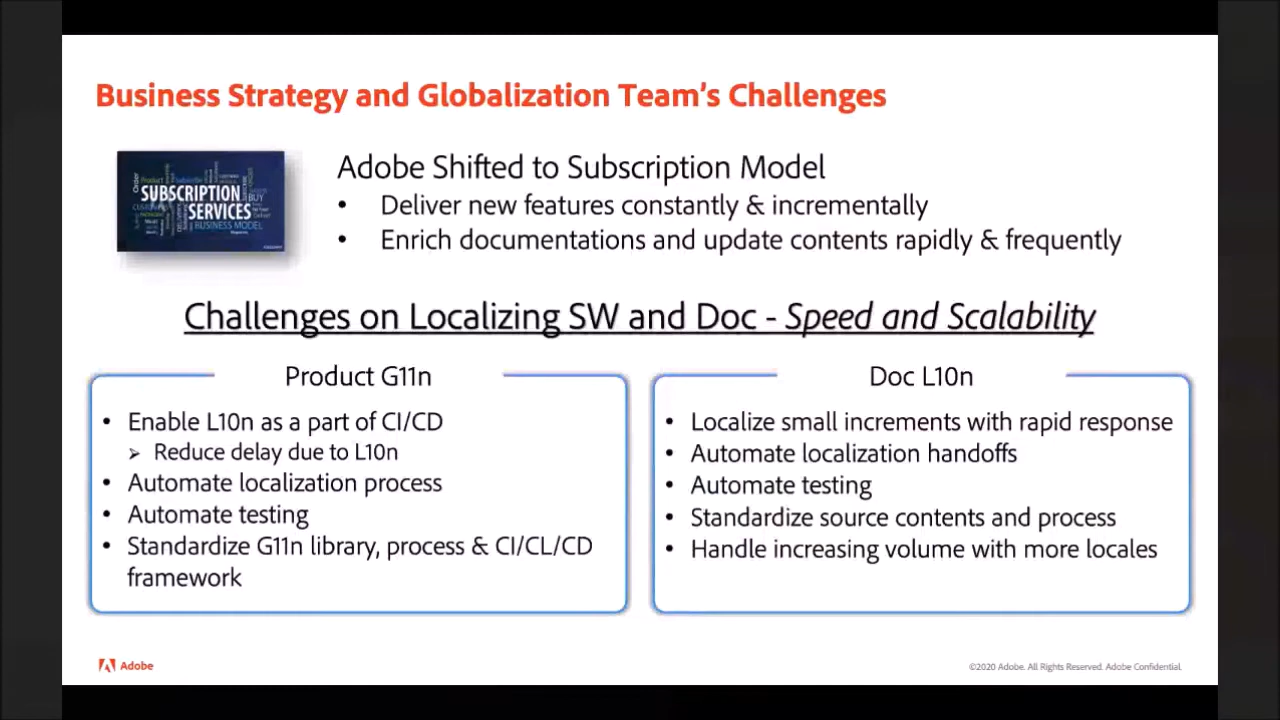 Business Strategy and Globalization Team's Challenges
SUBSCRIPTION
SERVICES
BUY
BUSINESS MODEL
Adobe Shifted to Subscription Model
• Deliver new features constantly & incrementally
• Enrich documentations and update contents rapidly & frequently
Challenges on Localizing SW and Doc - Speed and Scalability
Product G11n
• Enable L10n as a part of CI/CD
➢ Reduce delay due to L10n
• Automate localization process
• Automate testing
• Standardize G11n library, process & CI/CL/CD
framework
Doc L10n
• Localize small increments with rapid response
• Automate localization handoffs
• Automate testing
• Standardize source contents and process
• Handle increasing volume with more locales
Adobe
©2020 Adobe. All Rights Reserved. Adobe Confidential.